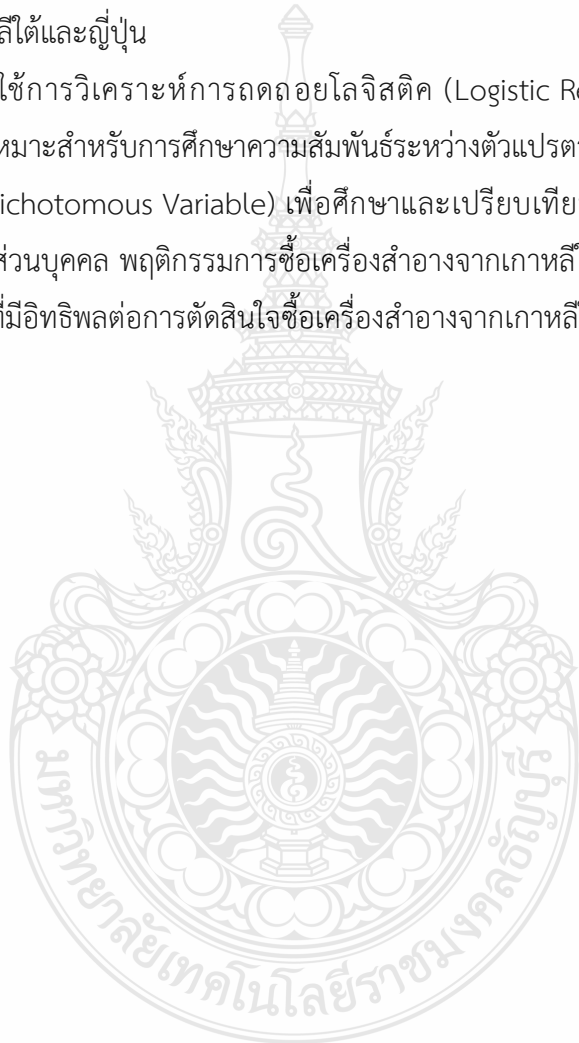 ลีใต้และญี่ปุ่น
ใช้การวิเคราะห์การถดถอยโลจิสติค (Logistic Re
หมาะสำหรับการศึกษาความสัมพันธ์ระหว่างตัวแปรตา
ichotomous Variable) เพื่อศึกษาและเปรียบเทีย
ส่วนบุคคล พฤติกรรมการซื้อเครื่องสำอางจากเกาหลีใ
ที่มีอิทธิพลต่อการตัดสินใจซื้อเครื่องสำอางจากเกาหลีใ
มหาวิทยาลัยเทคโนโลยีราชมงคลธัญบุรี